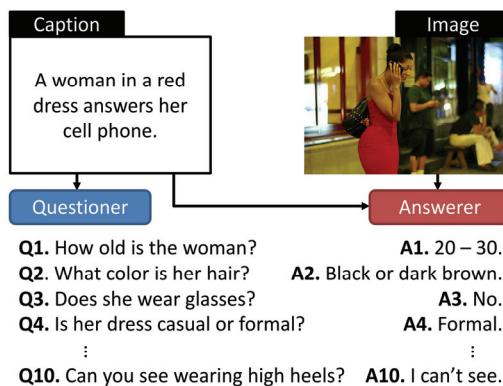 Caption
Image
A woman in a red
dress answers her
cell phone.
Questioner
Answerer
Q1. How old is the woman?
A1. 20 – 30.
Q2. What color is her hair?
A2. Black or dark brown.
Q3. Does she wear glasses?
A3. No.
Q4. Is her dress casual or formal?
A4. Formal.
⋮
⋮
Q10. Can you see wearing high heels?
A10. I can't see.